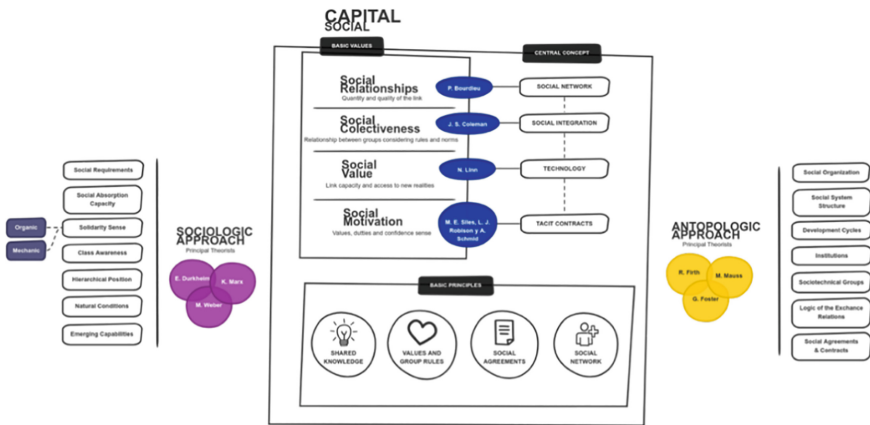 CAPITAL
SOCIAL
BASIC VALUES
CENTRAL CONCEPT
Social
Relationships
Quantity and quality of the link
P. Bourdieu
SOCIAL NETWORK
Social
Colectiveness
Relationship between groups considering rules and norms
J. S. Coleman
SOCIAL INTEGRATION
Social
Value
Link capacity and access to new realities
N. Linn
TECHNOLOGY
Social
Motivation
Values, duties and confidence sense
M. E. Siles, L. J.
Robison y A.
Schmid
TACIT CONTRACTS
Social Requirements
Social Absorption
Capacity
Organic
Mechanic
Solidarity Sense
Class Awareness
Hierarchical Position
Natural Conditions
Emerging Capabilities
SOCIOLOGIC
APPROACH
Principal Theorists
E. Durkheim
K. Marx
M. Weber
BASIC PRINCIPLES
SHARED
KNOWLEDGE
VALUES AND
GROUP RULES
SOCIAL
AGREEMENTS
SOCIAL
NETWORK
ANTOPOLOGIC
APPROACH
Principal Theorists
R. Firth
M. Mauss
G. Foster
Social Organization
Social System
Structure
Development Cycles
Institutions
Societechnical Groups
Logic of the Exchance
Relations
Social Agreements
& Contracts